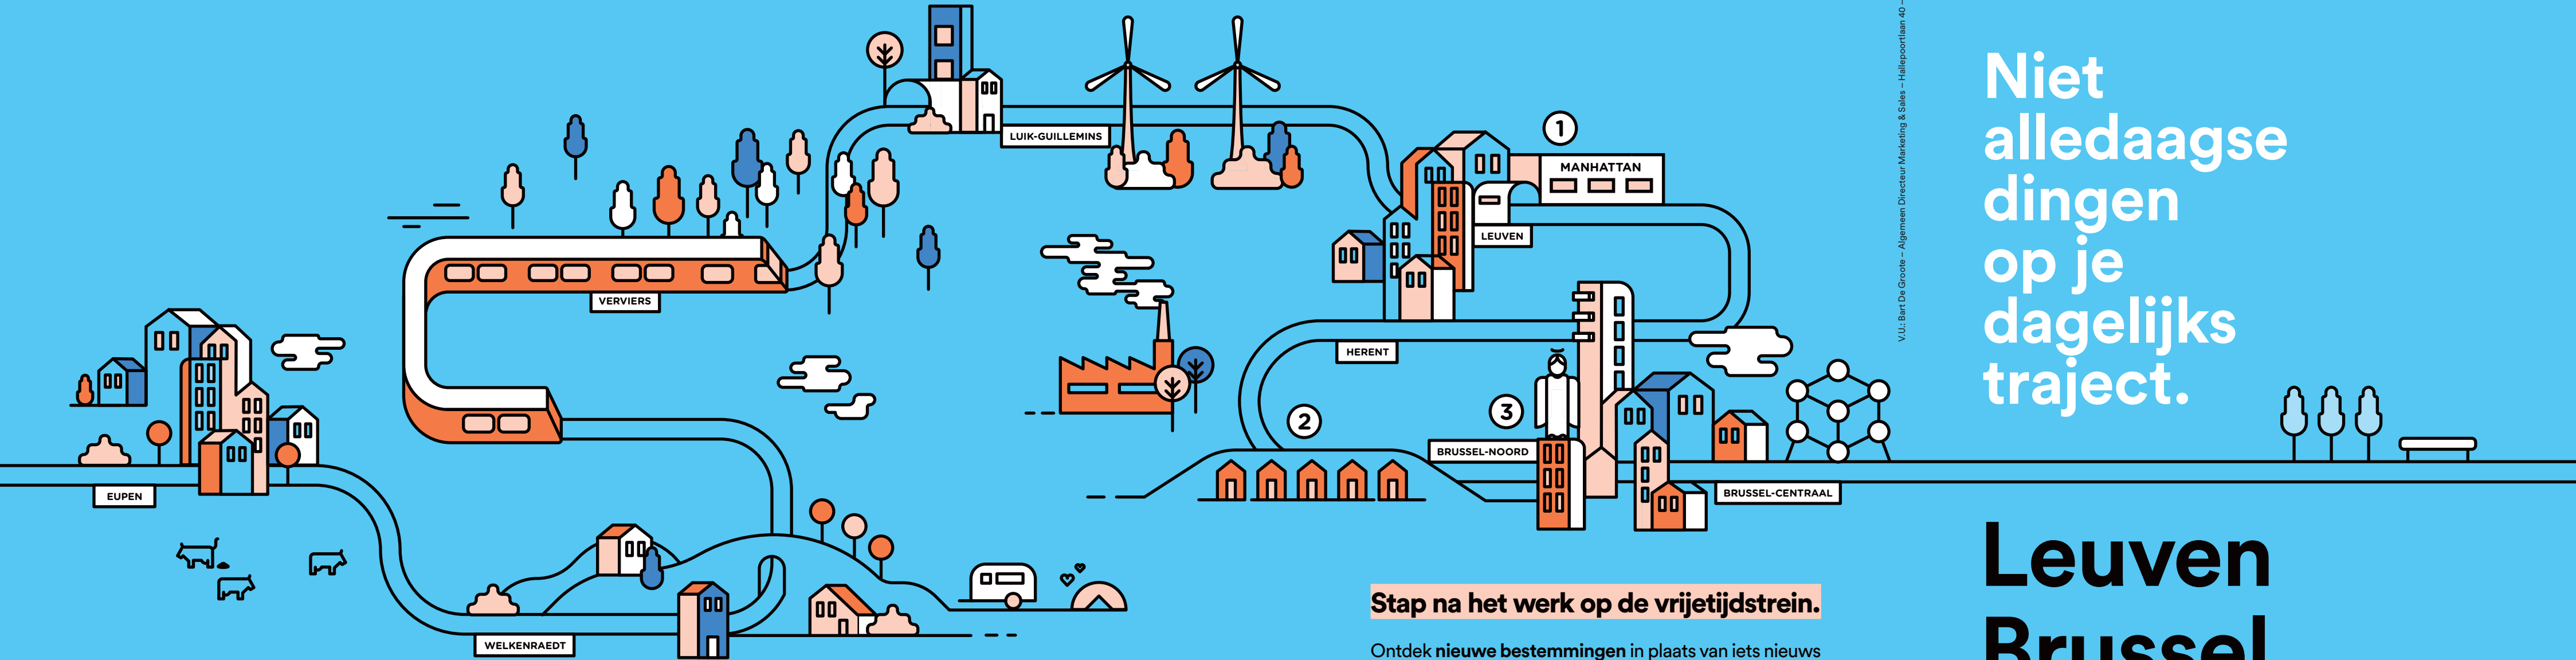 LUIK-GUILLEMINS
1
MANHATTAN
LEUVEN
VERVIERS
HERENT
2
3
BRUSSEL-NOORD
BRUSSEL-CENTRAAL
EUPEN
WELKENRAEDT
Stap na het werk op de vrijetijdstrein.
Ontdek nieuwe bestemmingen in plaats van iets nieuws
V.U.: Bart De Groote – Algemeen Directeur Marketing & Sales – Hallepoortlaan 40 –
Niet
alledaagse
dingen
op je
dagelijks
traject.
Leuven
Brussel